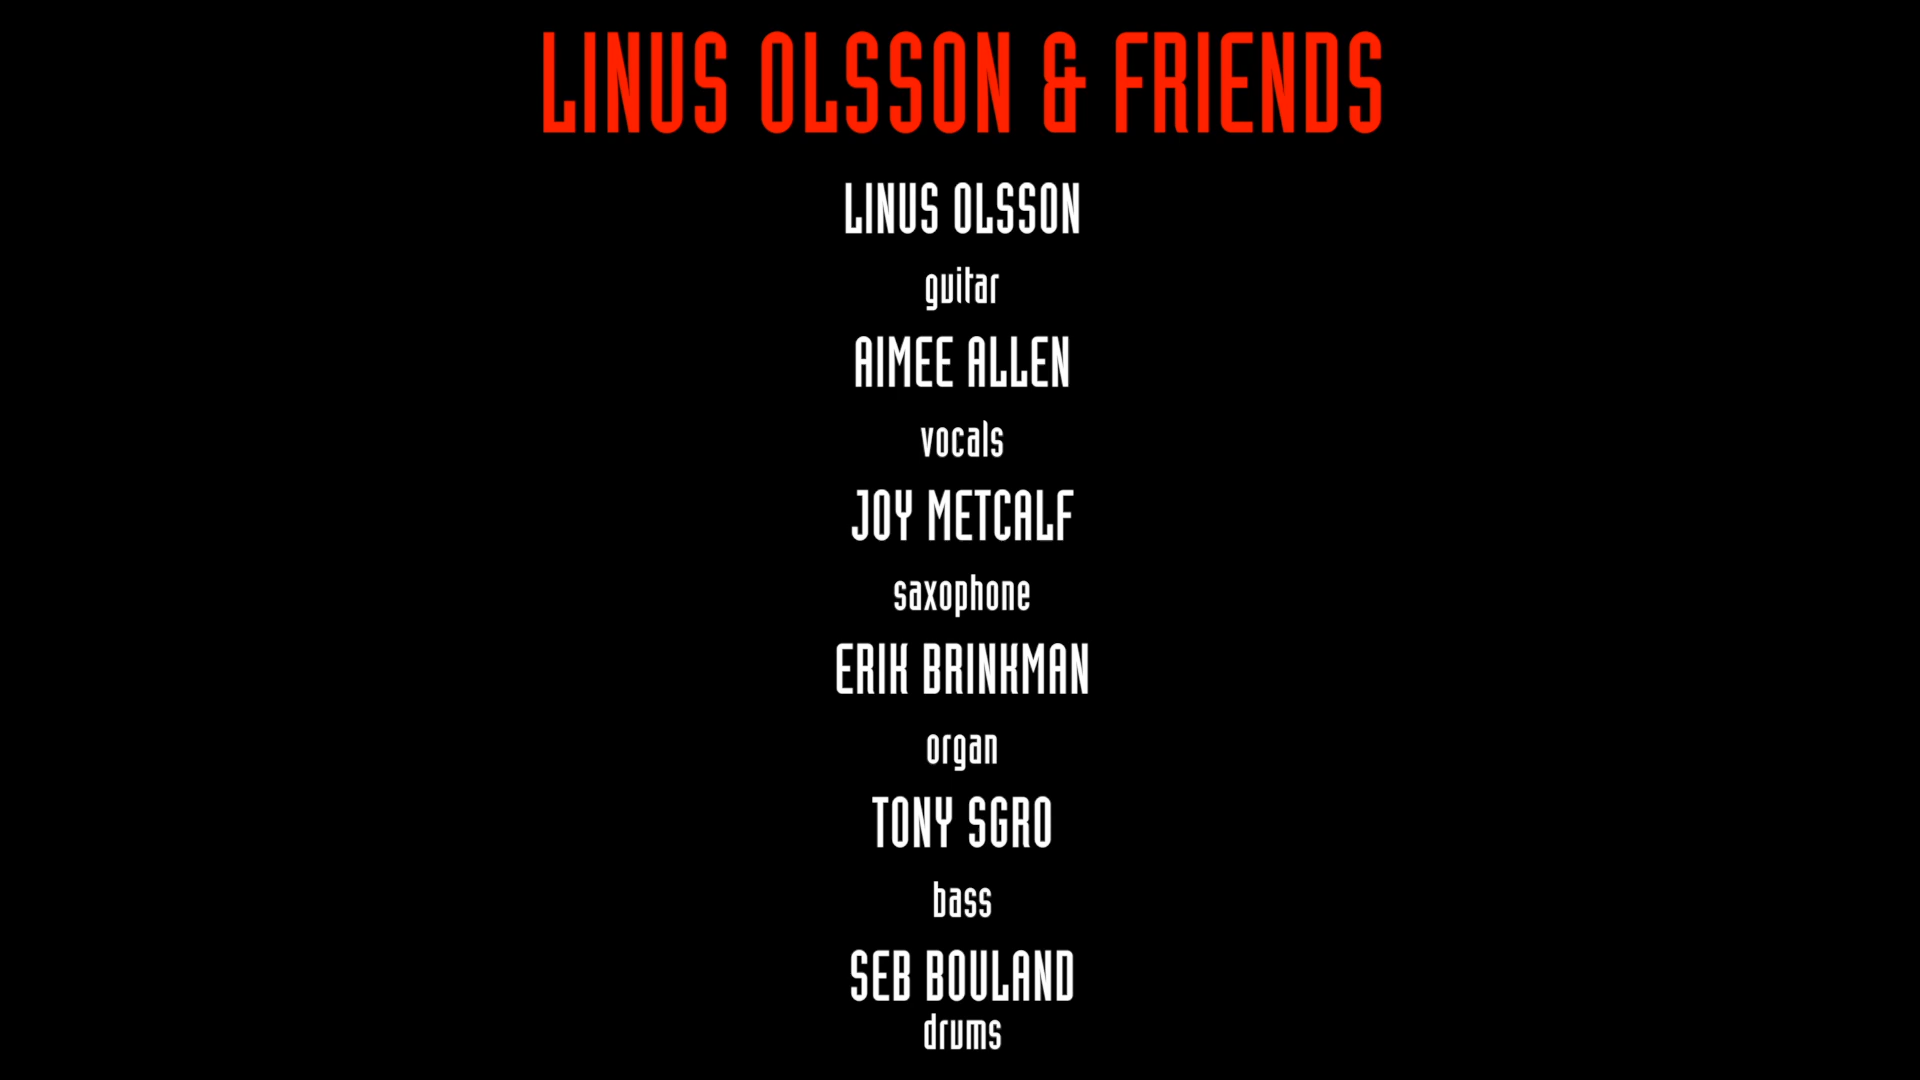 LINUS OLSSON & FRIENDS
LINUS OLSSON
guitar
AIMEE ALLEN
vocals
JOY METCALF
saxophone
ERIK BRINKMAN
organ
TONY SGRO
bass
SEB BOULAND
drums